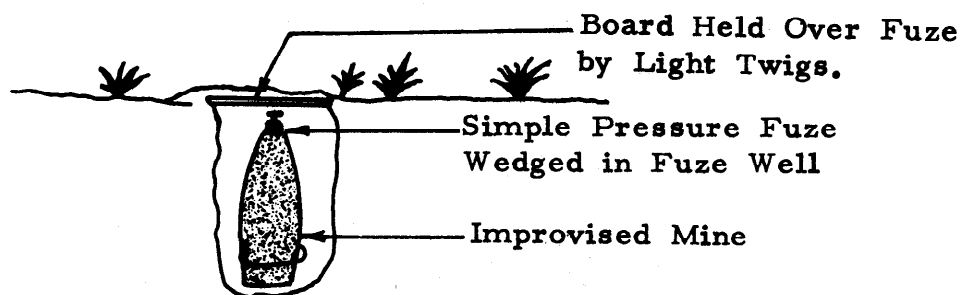 Board Held Over Fuze
by Light Twigs.
Simple Pressure Fuze
Wedged in Fuze Well
Improvised Mine